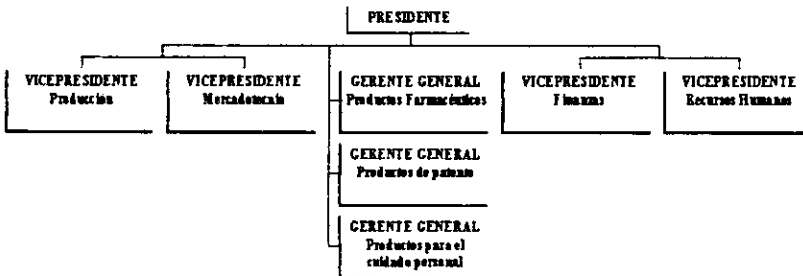 PRESIDENTE
VICEPRESIDENTE
Producción
VICEPRESIDENTE
Mercadotecnia
GERENTE GENERAL
Productos Farmacéuticos
VICEPRESIDENTE
Finanzas
VICEPRESIDENTE
Recursos Humanos
GERENTE GENERAL
Productos de patente
GERENTE GENERAL
Productos para el
cuidado personal